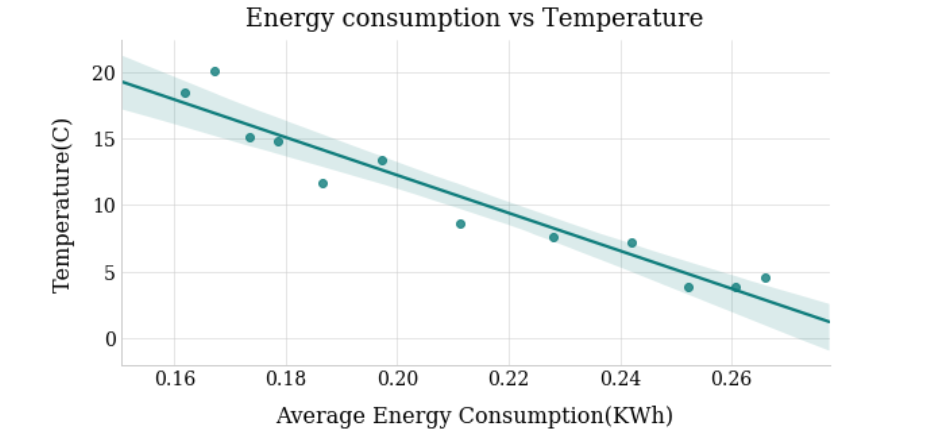 Energy consumption vs Temperature
20
15
10
5
0
Temperature(C)
0.16 0.18 0.20 0.22 0.24 0.26
Average Energy Consumption(KWh)